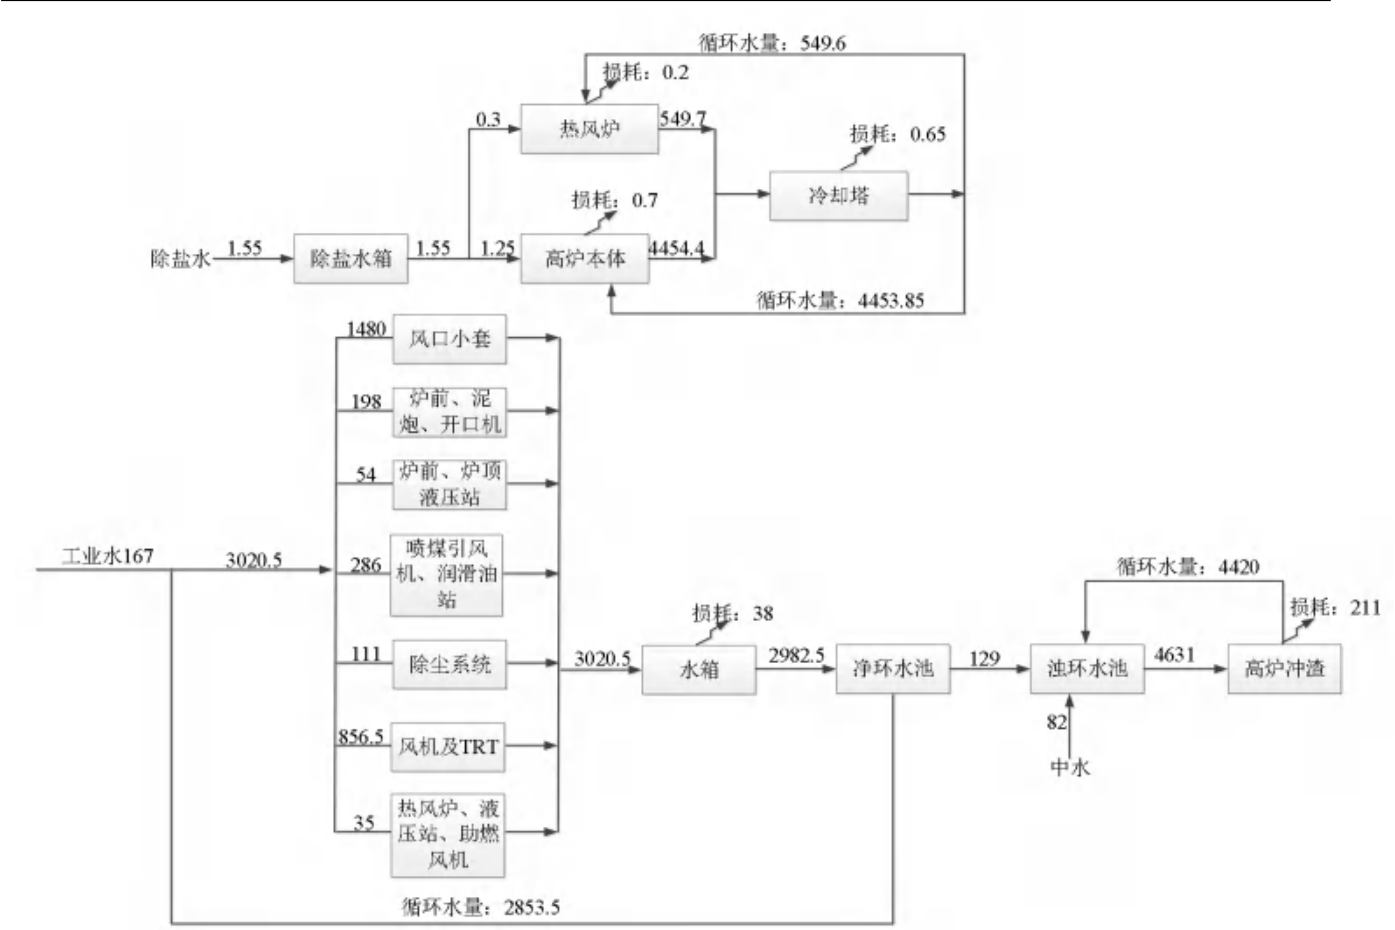 循环水量：549.6
损耗：0.2
0.3
热风炉
549.7
损耗：0.65
冷却塔
损耗：0.7
除盐水
1.55
除盐水箱
1.55
1.25
高炉本体
4454.4
循环水量：4453.85
1480
风口小套
198
炉前、泥
炮、开口机
54
炉前、炉顶
液压站
工业水167
3020.5
286
喷煤引风
机、润滑油
站
111
除尘系统
856.5
风机及TRT
35
热风炉、液
压站、助燃
风机
3020.5
损耗：38
水箱
2982.5
净环水池
129
浊环水池
4631
高炉冲渣
循环水量：4420
损耗：211
82
中水
循环水量：2853.5